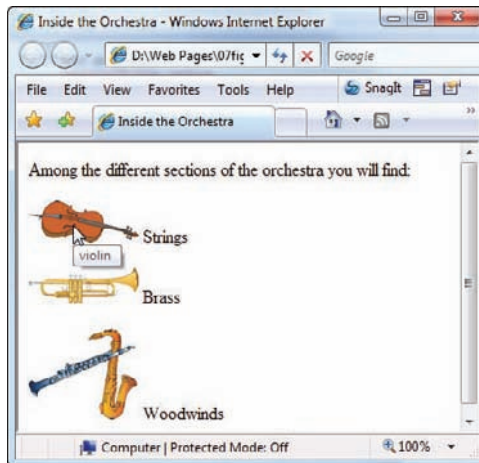 Inside the Orchestra - Windows Internet Explorer
D:\Web Pages\07fig
Google
File Edit View Favorites Tools Help SnagIt
Inside the Orchestra
Among the different sections of the orchestra you will find:
Strings
violin
Brass
Woodwinds
Computer | Protected Mode: Off 100%